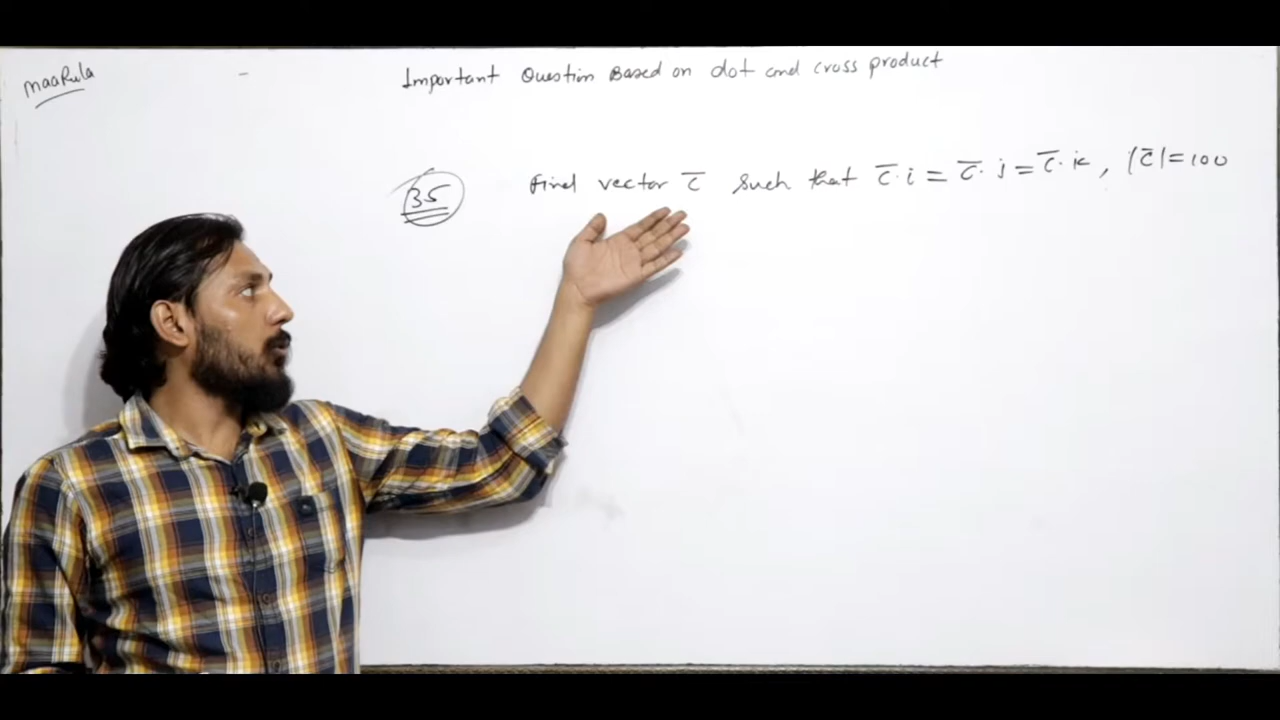 maaRula
Important Question Based on dot and cross product
35 Find vector c̅ such that c̅·i = c̅·j = c̅·k, |c̅|=100